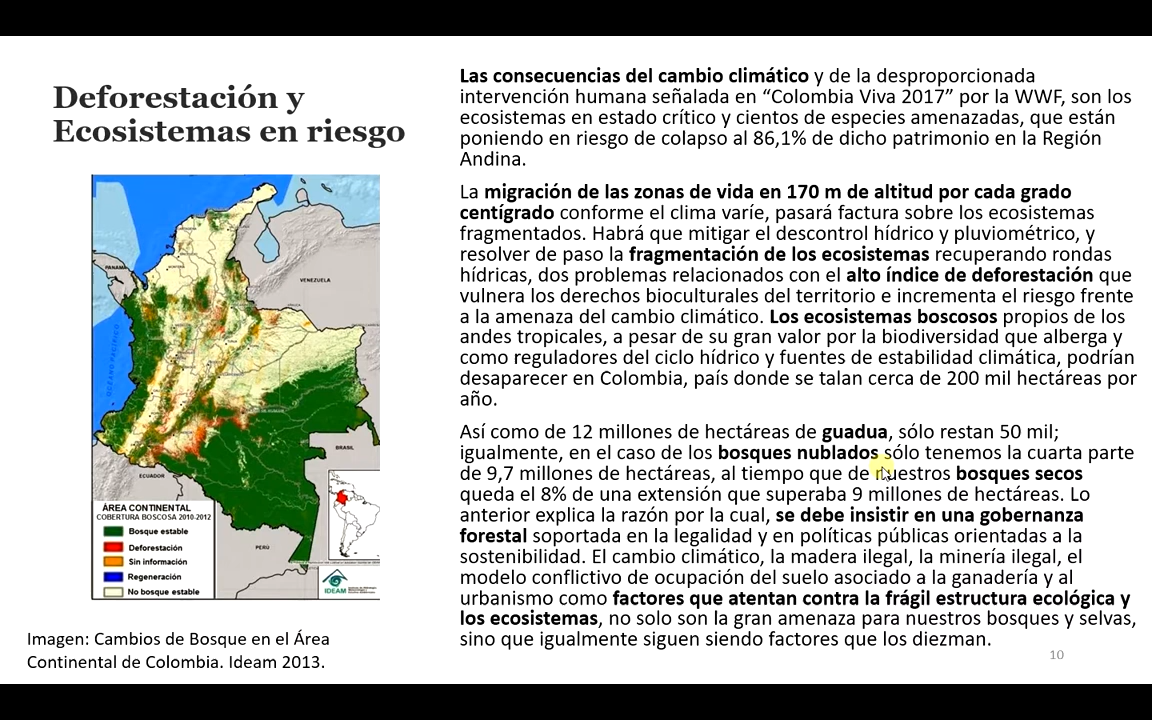 Deforestación y
Ecosistemas en riesgo
PANAMÁ
VENEZUELA
OCÉANO PACÍFICO
BRASIL
ECUADOR
PERÚ
ÁREA CONTINENTAL
COBERTURA BOSCOSA 2010-2012
Bosque estable
Deforestación
Sin información
Regeneración
No bosque estable
IDEAM
Imagen: Cambios de Bosque en el Área
Continental de Colombia. Ideam 2013.
Las consecuencias del cambio climático y de la desproporcionada
intervención humana señalada en “Colombia Viva 2017” por la WWF, son los
ecosistemas en estado crítico y cientos de especies amenazadas, que están
poniendo en riesgo de colapso al 86,1% de dicho patrimonio en la Región
Andina.
La migración de las zonas de vida en 170 m de altitud por cada grado
centígrado conforme el clima varíe, pasará factura sobre los ecosistemas
fragmentados. Habrá que mitigar el descontrol hídrico y pluviométrico, y
resolver de paso la fragmentación de los ecosistemas recuperando rondas
hídricas, dos problemas relacionados con el alto índice de deforestación que
vulnera los derechos bioculturales del territorio e incrementa el riesgo frente
a la amenaza del cambio climático. Los ecosistemas boscosos propios de los
andes tropicales, a pesar de su gran valor por la biodiversidad que alberga y
como reguladores del ciclo hídrico y fuentes de estabilidad climática, podrían
desaparecer en Colombia, país donde se talan cerca de 200 mil hectáreas por
año.
Así como de 12 millones de hectáreas de guadua, sólo restan 50 mil;
igualmente, en el caso de los bosques nublados sólo tenemos la cuarta parte
de 9,7 millones de hectáreas, al tiempo que de nuestros bosques secos
queda el 8% de una extensión que superaba 9 millones de hectáreas. Lo
anterior explica la razón por la cual, se debe insistir en una gobernanza
forestal soportada en la legalidad y en políticas públicas orientadas a la
sostenibilidad. El cambio climático, la madera ilegal, la minería ilegal, el
modelo conflictivo de ocupación del suelo asociado a la ganadería y al
urbanismo como factores que atentan contra la frágil estructura ecológica y
los ecosistemas, no solo son la gran amenaza para nuestros bosques y selvas,
sino que igualmente siguen siendo factores que los diezman.
10